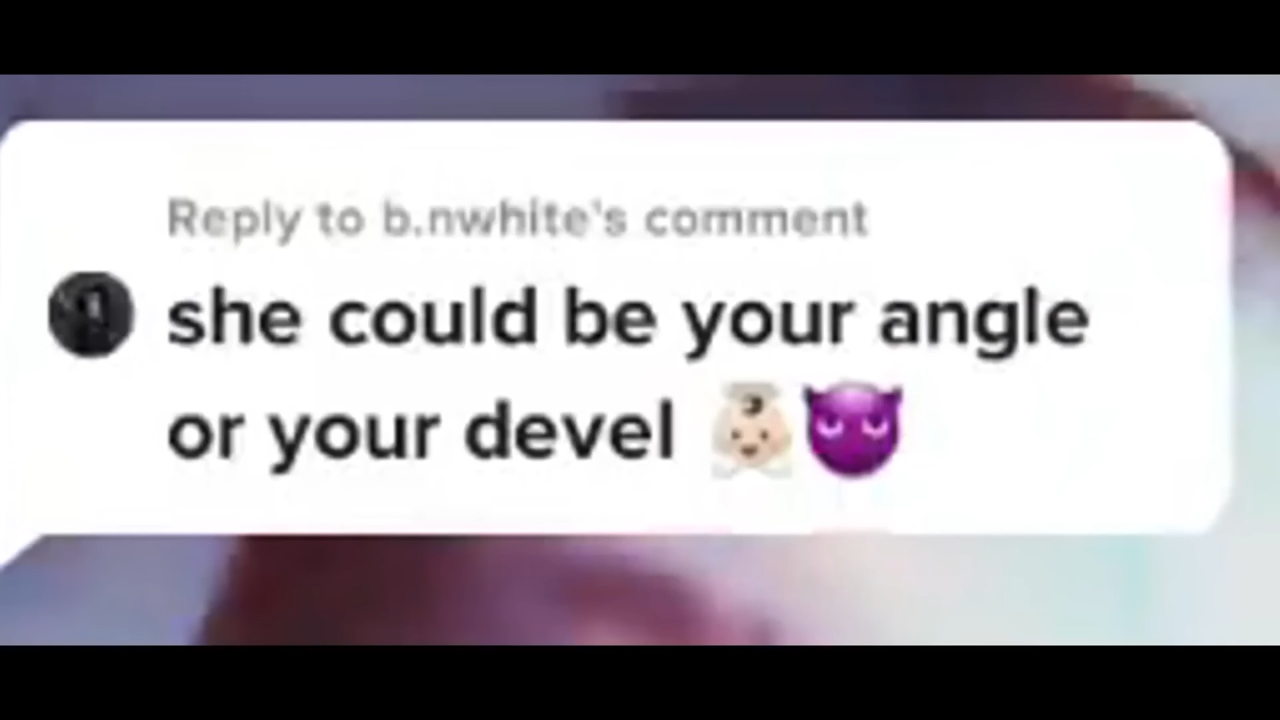 Reply to b.nwhite's comment
she could be your angle
or your devel 👼🏻😈